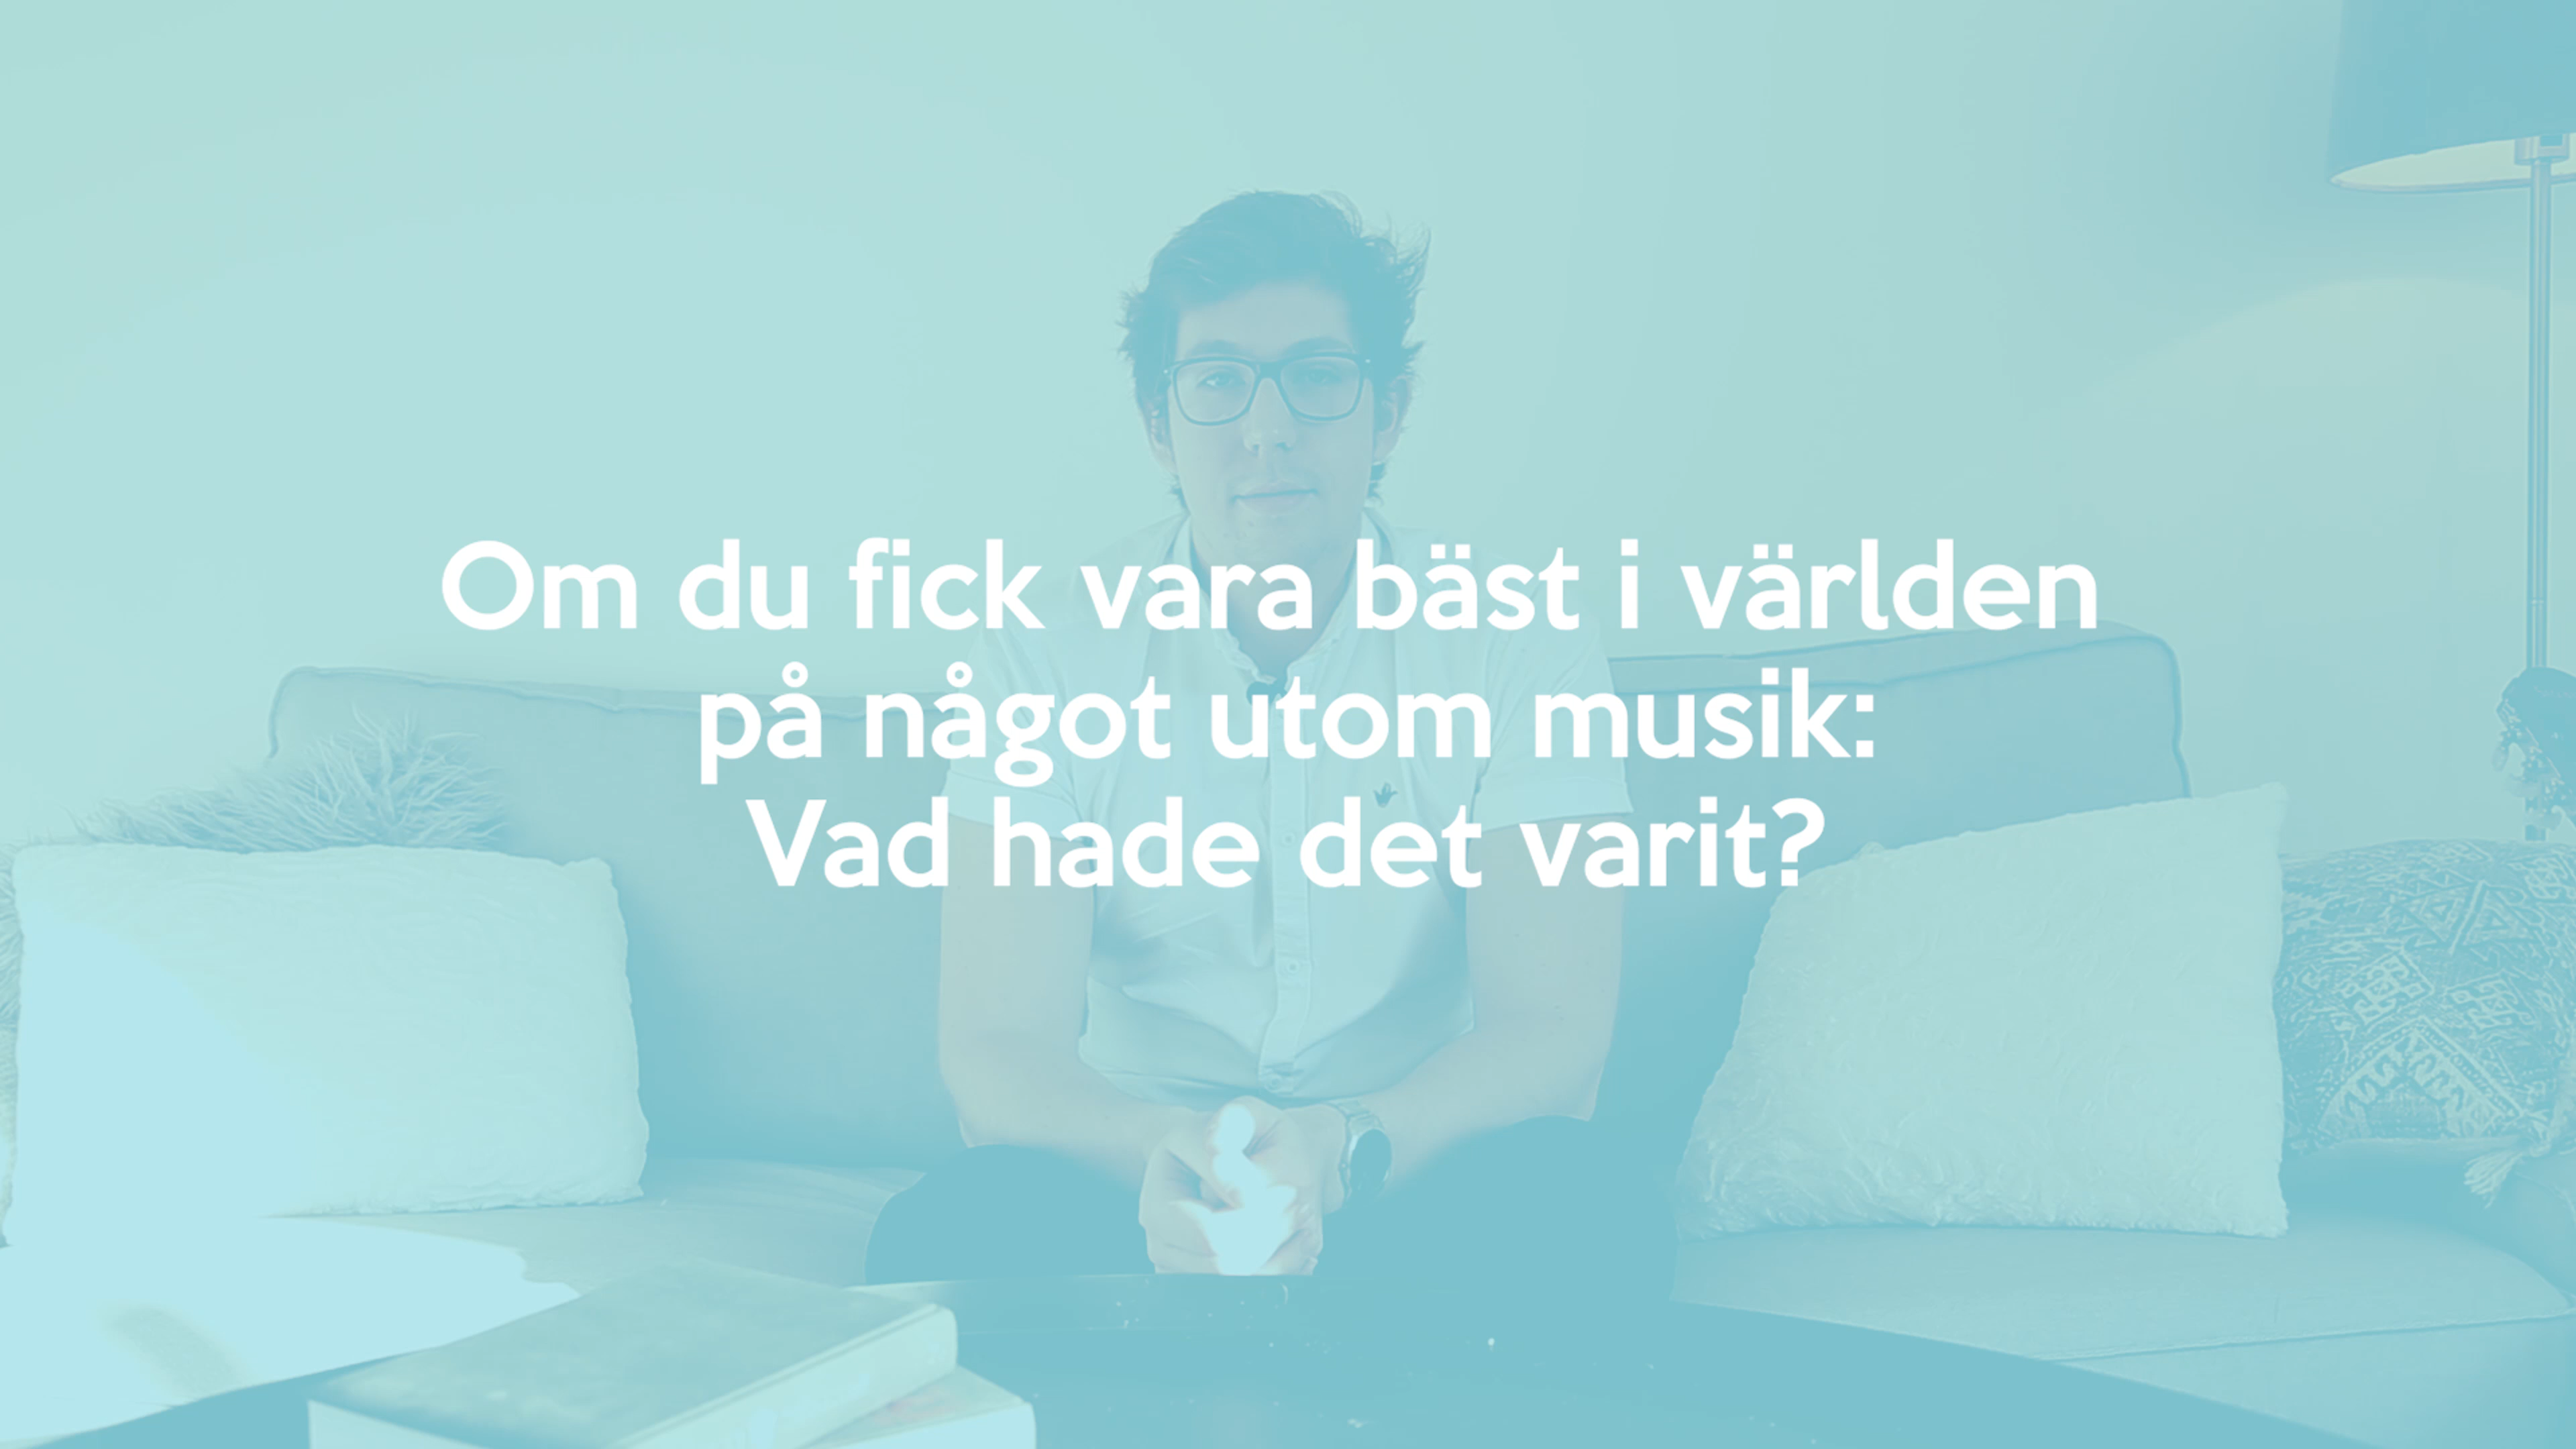 Om du fick vara bäst i världen
på något utom musik:
Vad hade det varit?